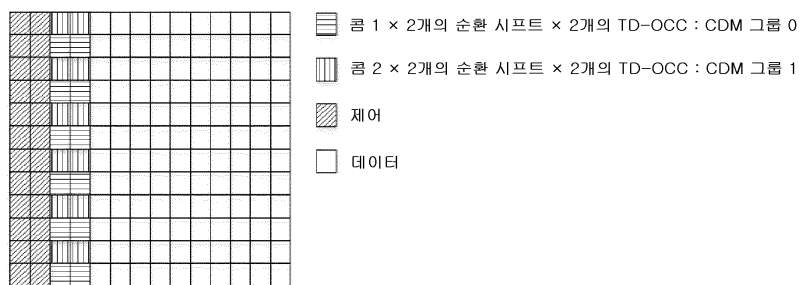 콤 1 × 2개의 순환 시프트 × 2개의 TD-OCC : CDM 그룹 0
콤 2 × 2개의 순환 시프트 × 2개의 TD-OCC : CDM 그룹 1
제어
데이터